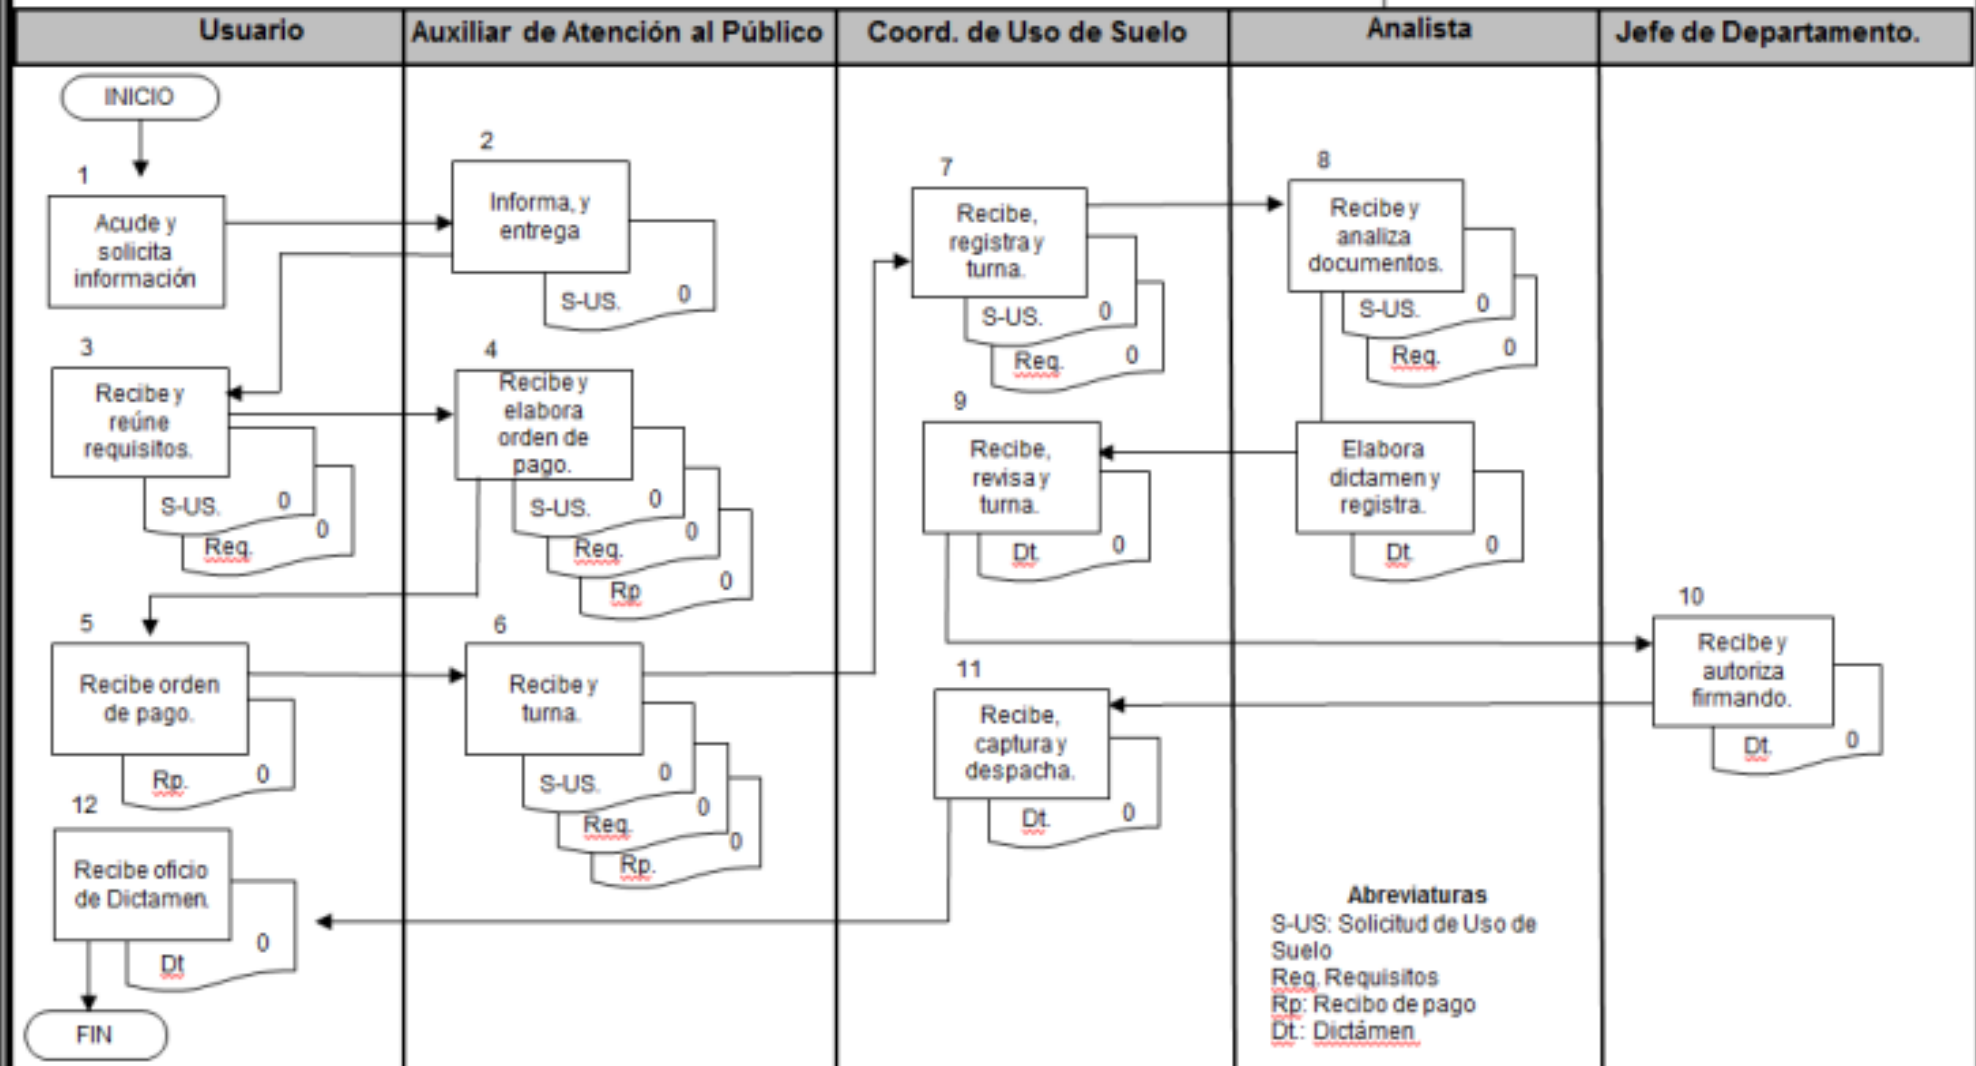 Usuario
Auxiliar de Atención al Público
Coord. de Uso de Suelo
Analista
Jefe de Departamento.
INICIO
1
Acude y
solicita
información
2
Informa, y
entrega
S-US.
0
3
Recibe y
reúne
requisitos.
S-US.
0
Req.
0
4
Recibe y
elabora
orden de
pago.
S-US.
0
Req.
0
Rp
0
5
Recibe orden
de pago.
Rp.
0
6
Recibe y
turna.
S-US.
0
Req.
0
Rp.
0
7
Recibe,
registra y
turna.
S-US.
0
Req.
0
8
Recibe y
analiza
documentos.
S-US.
0
Req.
0
Elabora
dictamen y
registra.
Dt.
0
9
Recibe,
revisa y
turna.
Dt.
0
10
Recibe y
autoriza
firmando.
Dt.
0
11
Recibe,
captura y
despacha.
Dt.
0
12
Recibe oficio
de Dictamen.
Dt
0
FIN
Abreviaturas
S-US: Solicitud de Uso de
Suelo
Req. Requisitos
Rp: Recibo de pago
Dt.: Dictámen